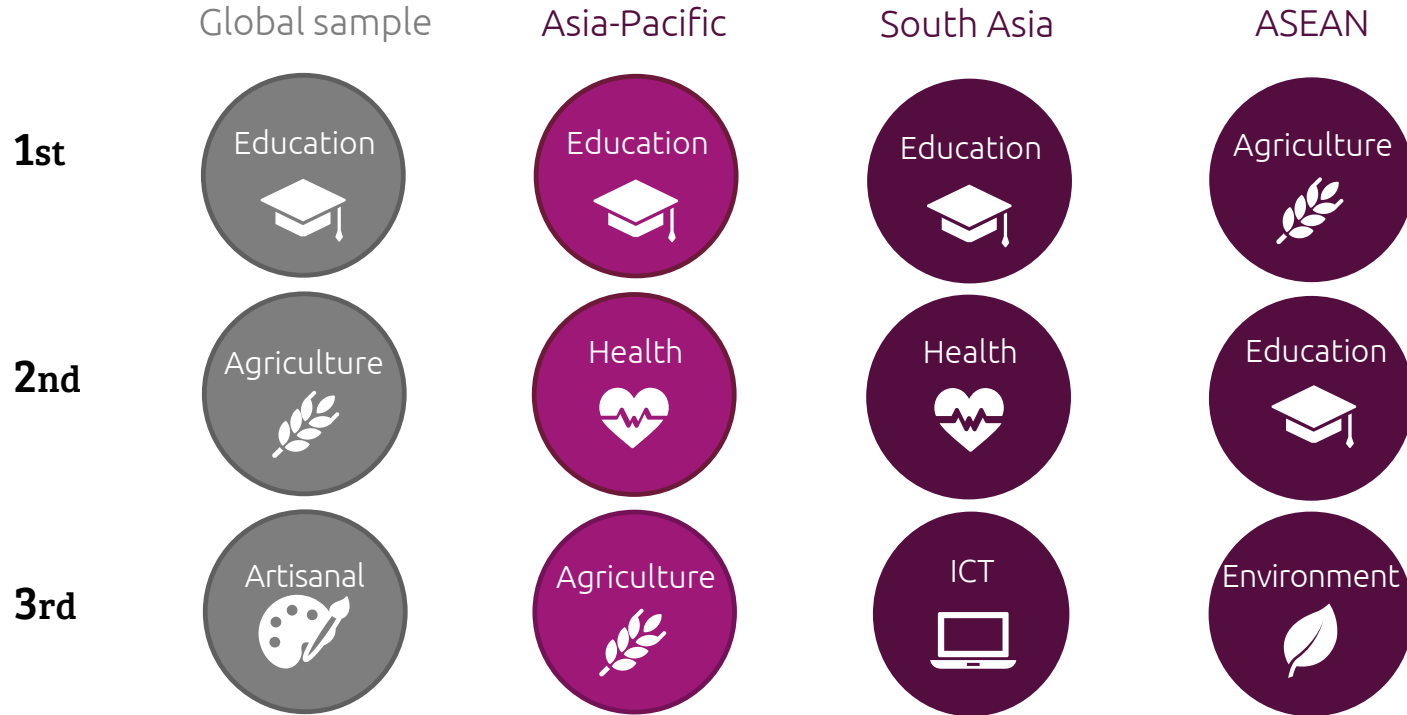 Global sample
Asia-Pacific
South Asia
ASEAN
1st
Education
Education
Education
Agriculture
2nd
Agriculture
Health
Health
Education
3rd
Artisanal
Agriculture
ICT
Environment